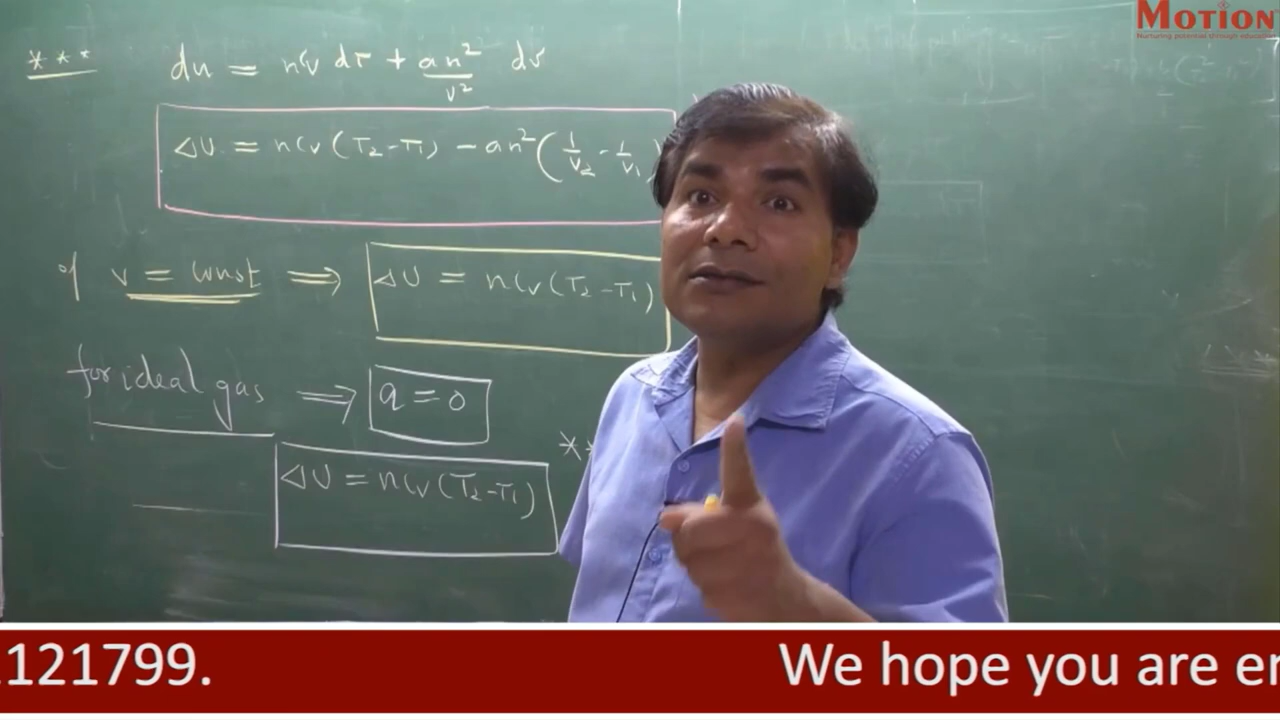 MOTION
Nurturing potential through education
*** du = nCv dT + an²/v² dv
ΔU = nCv (T₂-T₁) - an² (1/v₂ - 1/v₁
if v = const ⟹ ΔU = nCv (T₂-T₁)
for ideal gas ⟹ a = 0
**
ΔU = nCv (T₂-T₁)
121799. We hope you are en